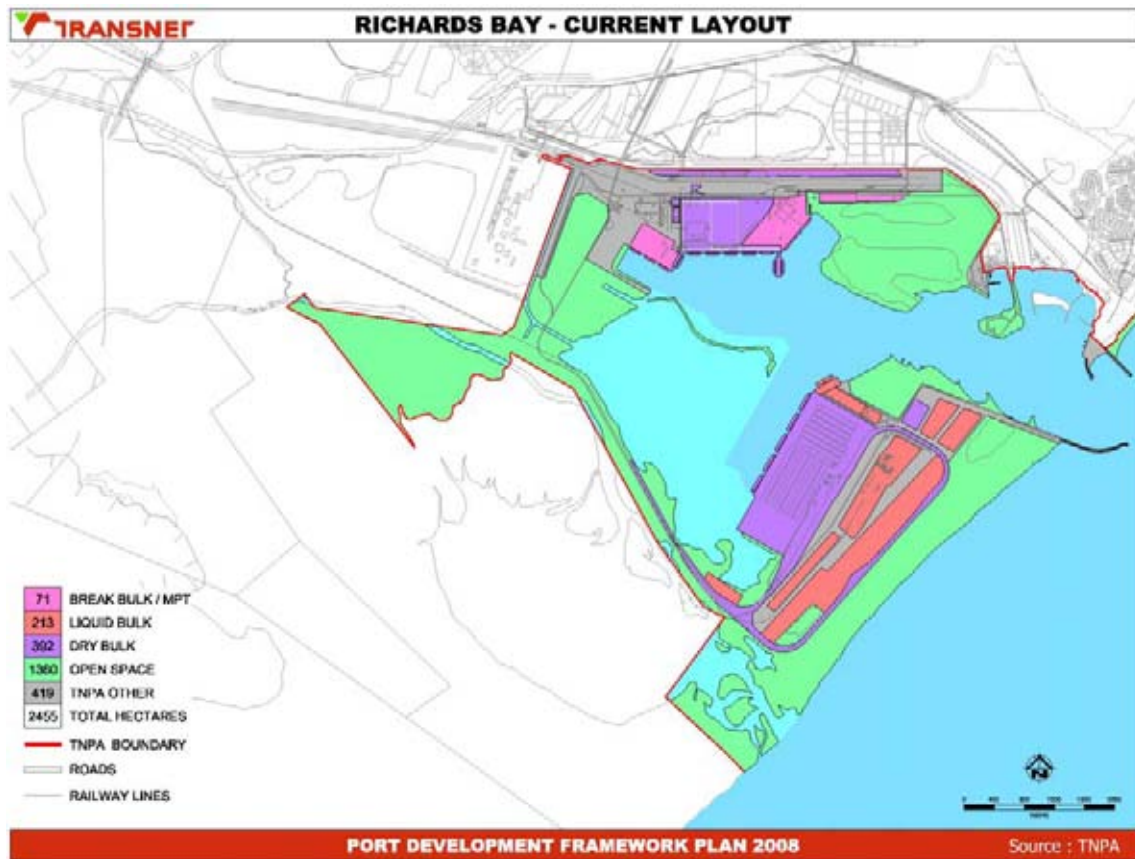 TRANSNET
RICHARDS BAY - CURRENT LAYOUT
71 BREAK BULK / MPT
213 LIQUID BULK
392 DRY BULK
1360 OPEN SPACE
419 TNPA OTHER
2455 TOTAL HECTARES
TNPA BOUNDARY
ROADS
RAILWAY LINES
N
PORT DEVELOPMENT FRAMEWORK PLAN 2008
Source : TNPA